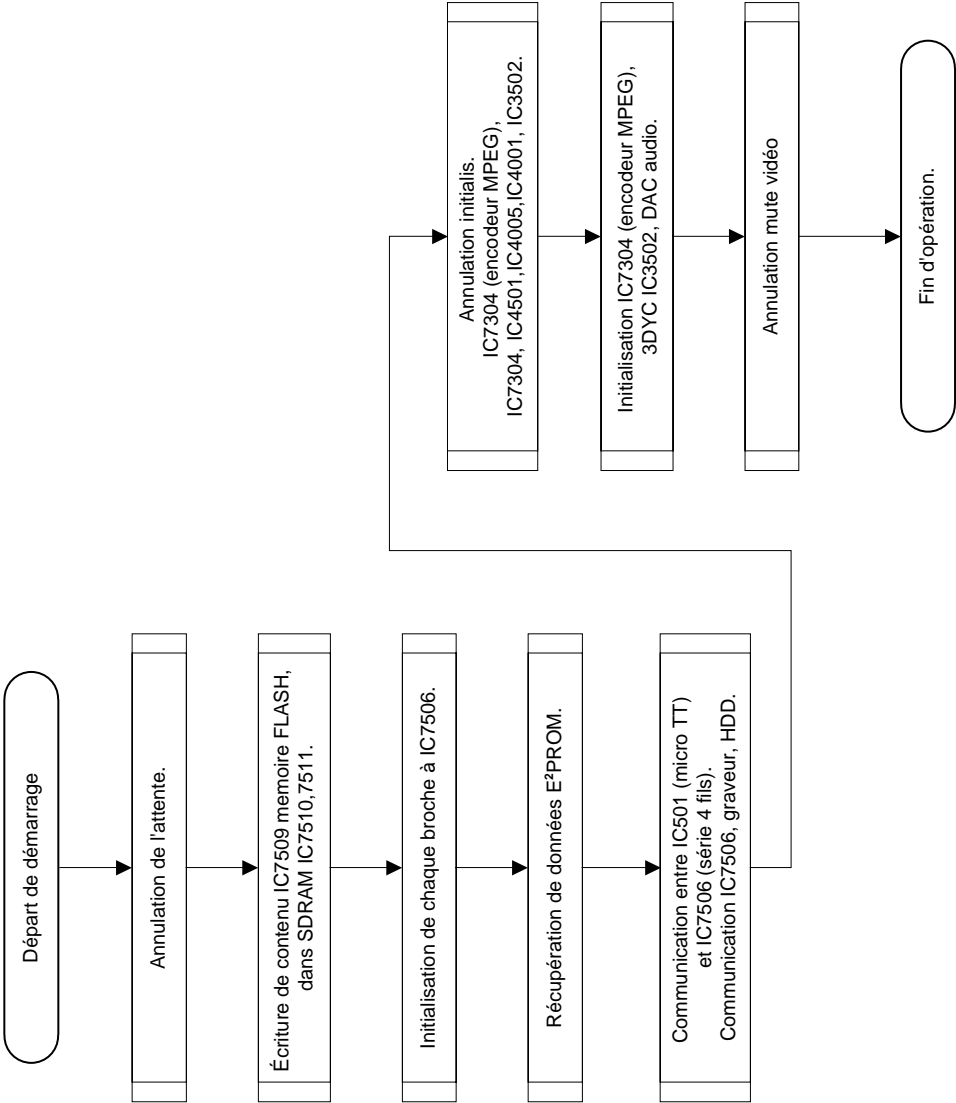 Départ de démarrage
Annulation de l'attente.
Écriture de contenu IC7509 memoire FLASH,
dans SDRAM IC7510,7511.
Initialisation de chaque broche à IC7506.
Récupération de données E²PROM.
Communication entre IC501 (micro TT)
et IC7506 (série 4 fils).
Communication IC7506, graveur, HDD.
Annulation initialis.
IC7304 (encodeur MPEG),
IC7304, IC4501,IC4005,IC4001, IC3502.
Initialisation IC7304 (encodeur MPEG),
3DYC IC3502, DAC audio.
Annulation mute vidéo
Fin d'opération.